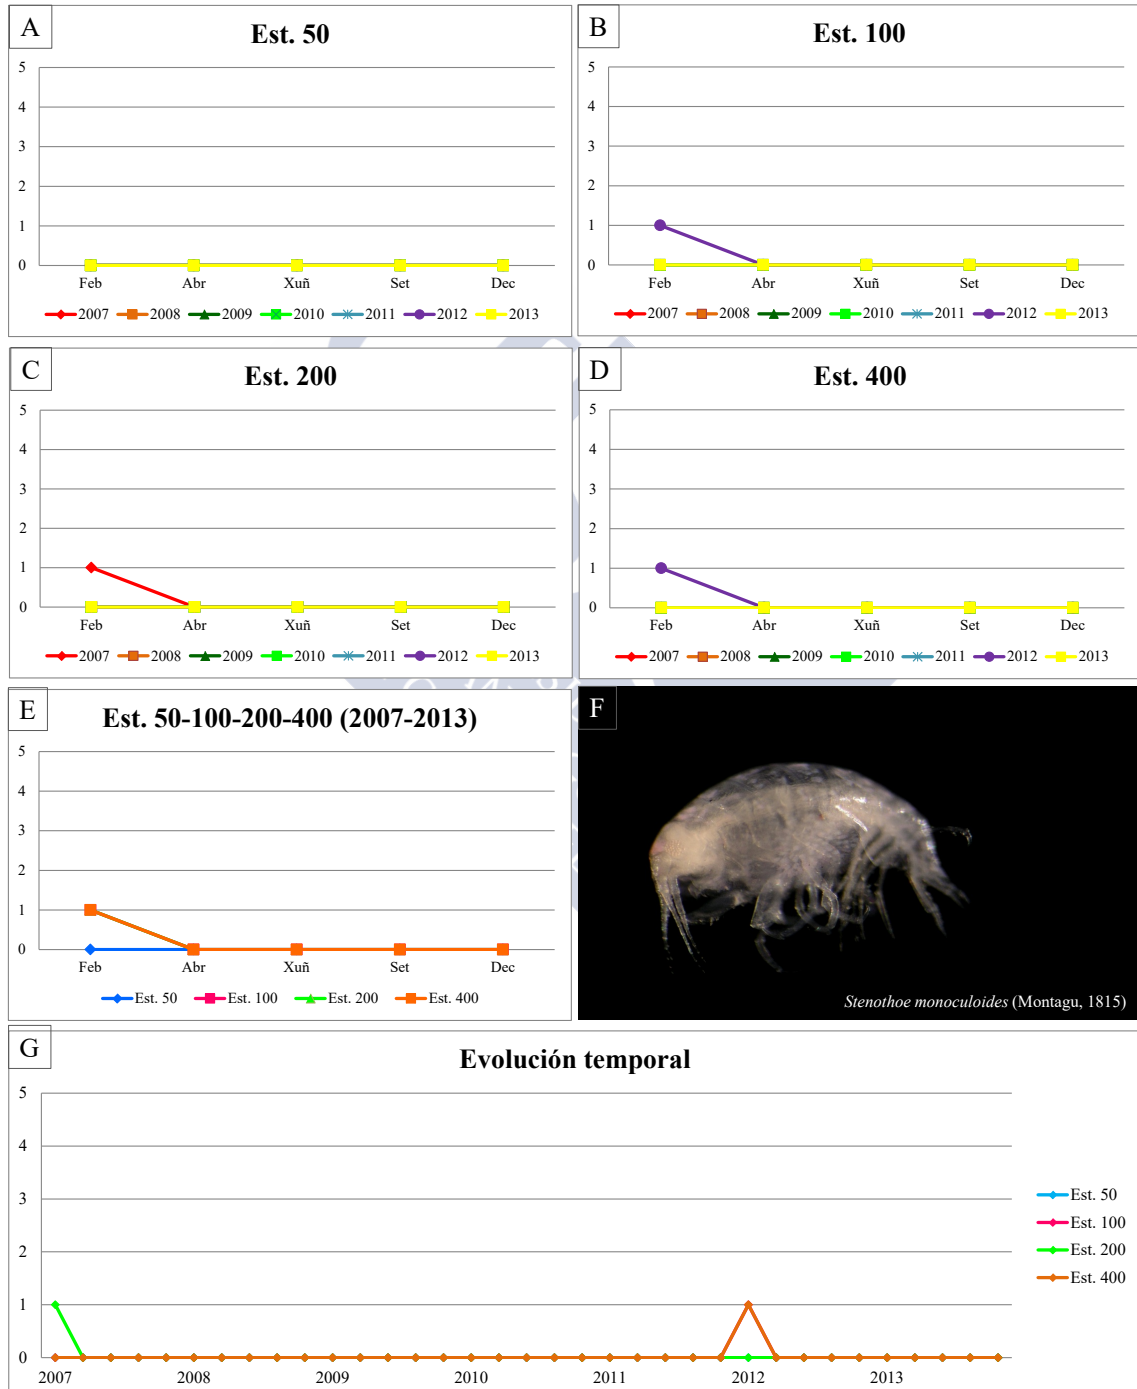 A
Est. 50
5
4
3
2
1
0
Feb Abr Xuñ Set Dec
2007 2008 2009 2010 2011 2012 2013
B
Est. 100
5
4
3
2
1
0
Feb Abr Xuñ Set Dec
2007 2008 2009 2010 2011 2012 2013
C
Est. 200
5
4
3
2
1
0
Feb Abr Xuñ Set Dec
2007 2008 2009 2010 2011 2012 2013
D
Est. 400
5
4
3
2
1
0
Feb Abr Xuñ Set Dec
2007 2008 2009 2010 2011 2012 2013
E
Est. 50-100-200-400 (2007-2013)
5
4
3
2
1
0
Feb Abr Xuñ Set Dec
Est. 50 Est. 100 Est. 200 Est. 400
F
Stenothoe monoculoides (Montagu, 1815)
G
Evolución temporal
5
4
3
2
1
0
2007 2008 2009 2010 2011 2012 2013
Est. 50
Est. 100
Est. 200
Est. 400